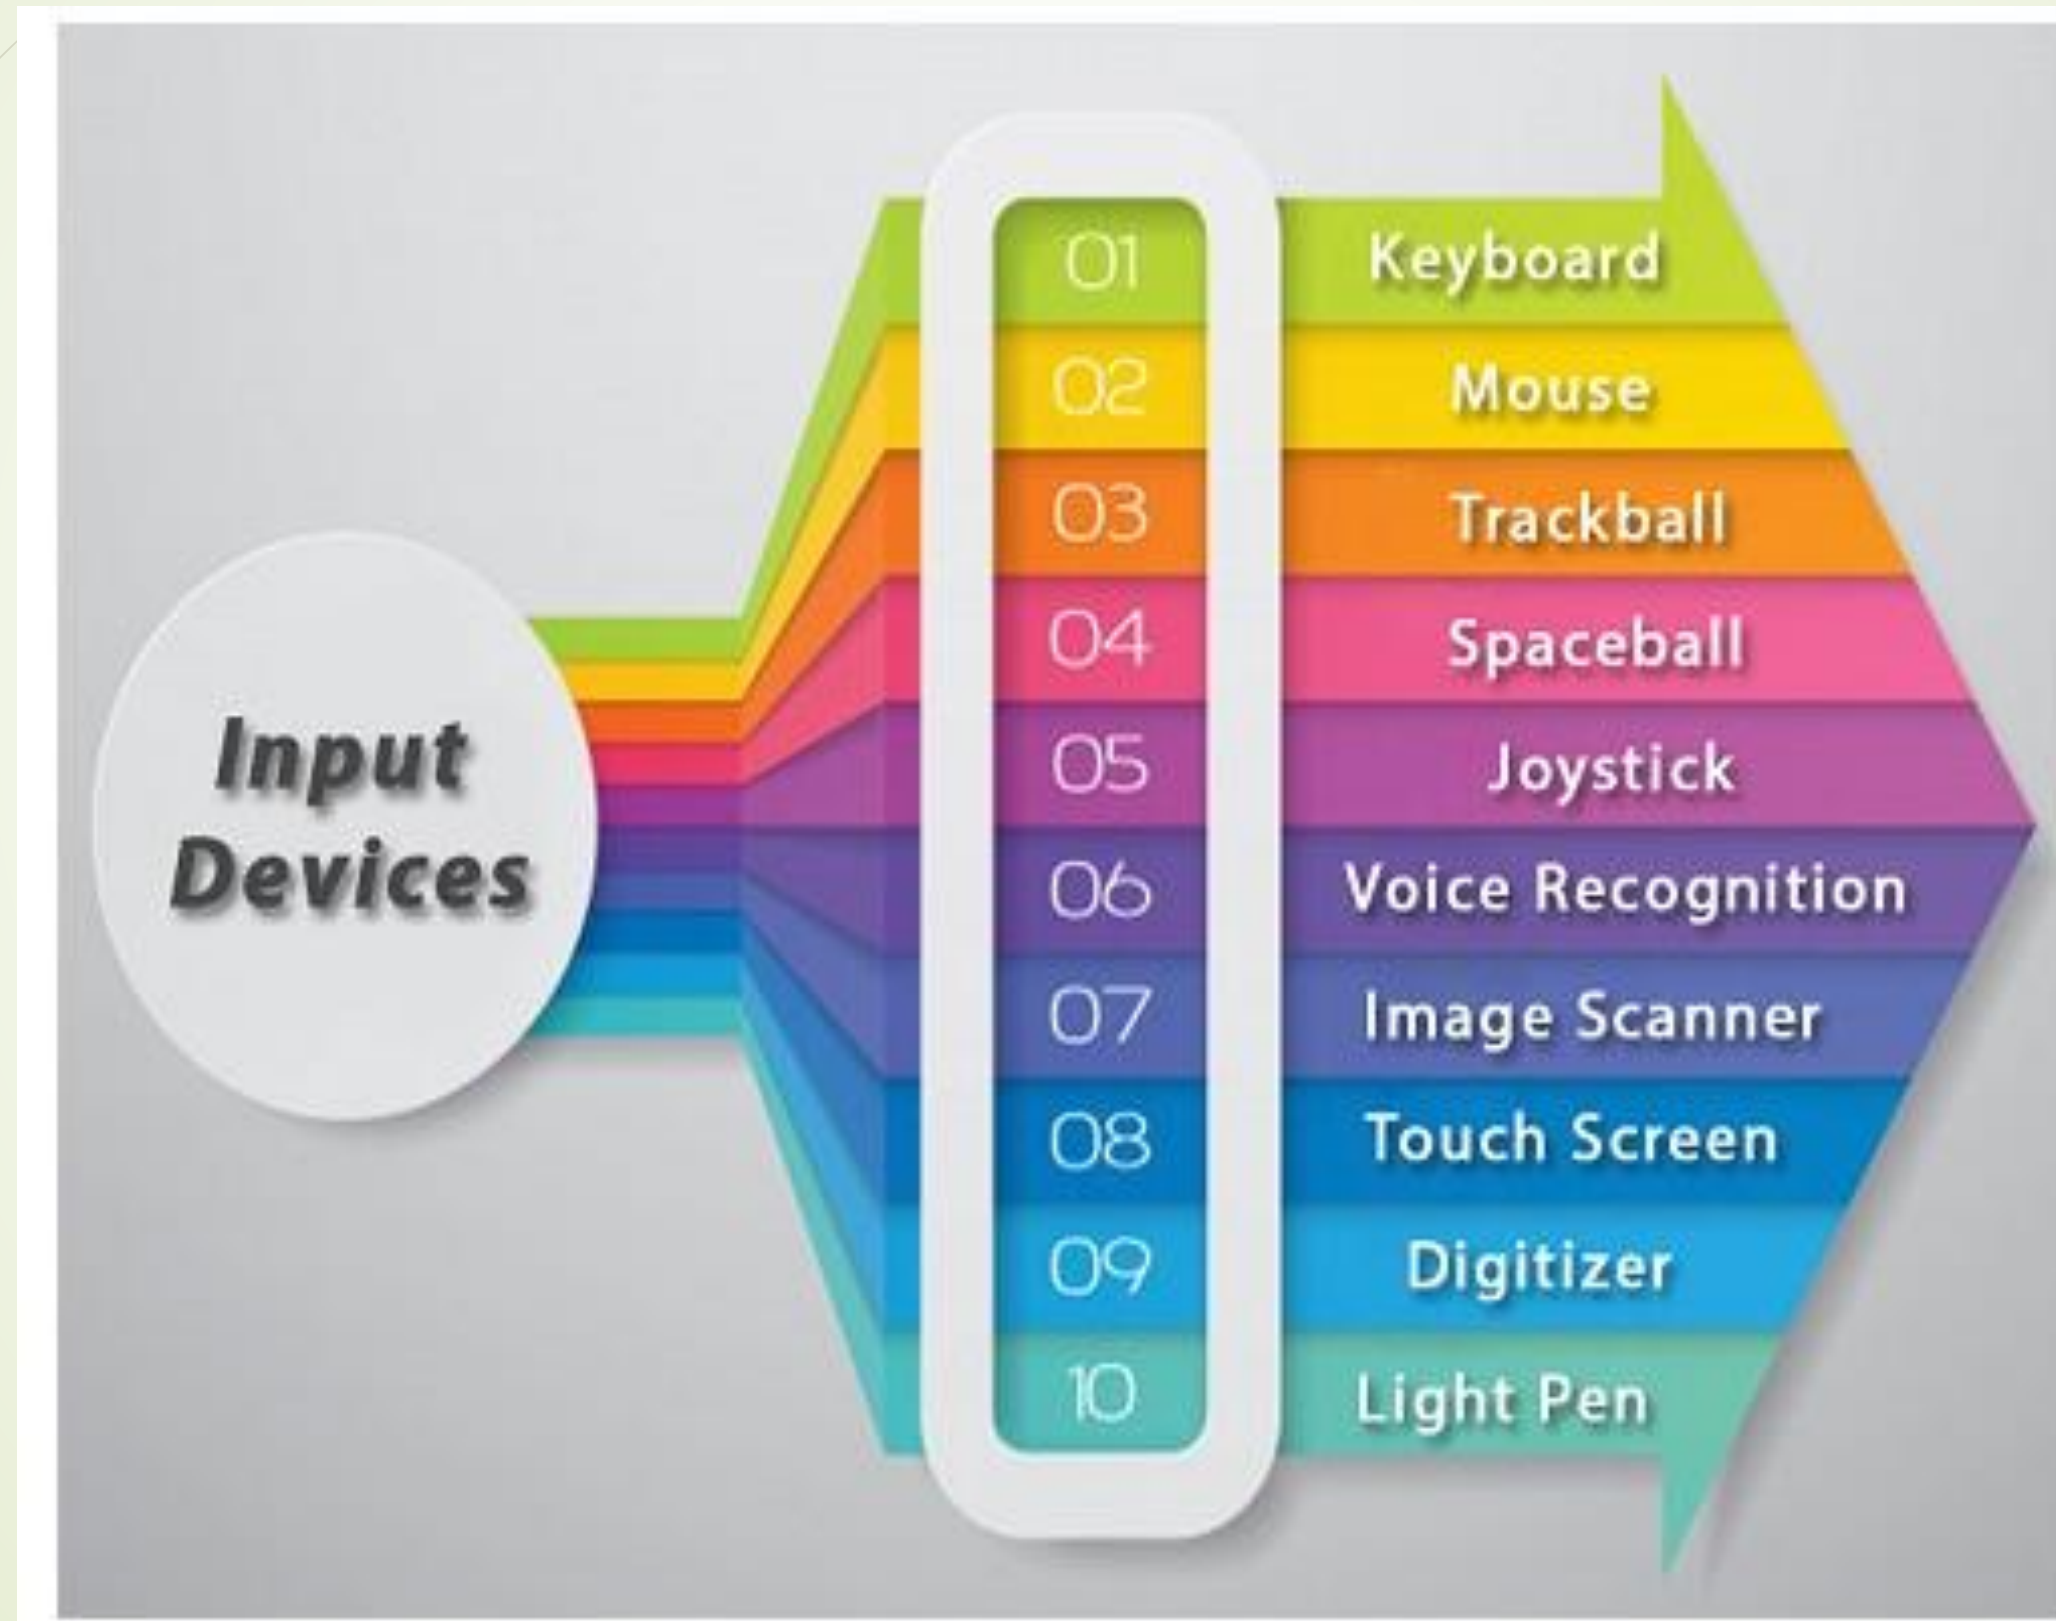 Input
Devices
01 Keyboard
02 Mouse
03 Trackball
04 Spaceball
05 Joystick
06 Voice Recognition
07 Image Scanner
08 Touch Screen
09 Digitizer
10 Light Pen